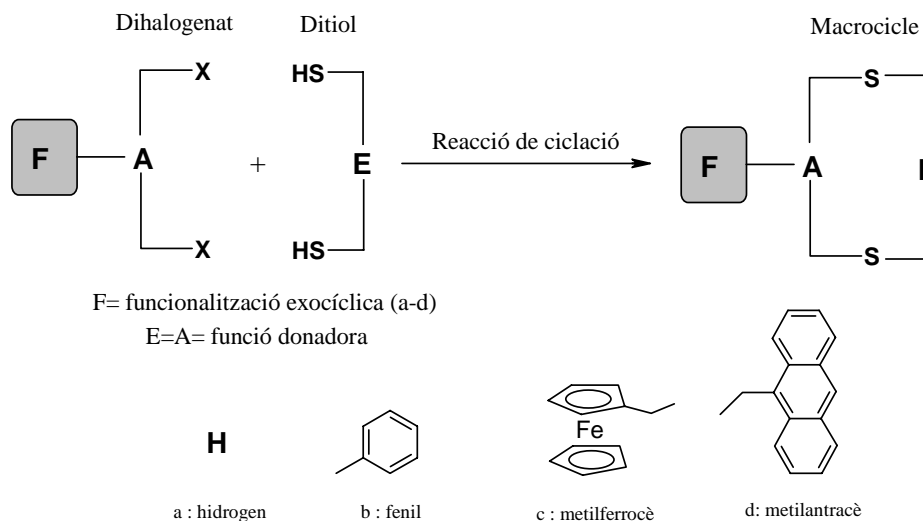 Dihalogenat Ditiol Macrocicle
X HS S
F A + E Reacció de ciclació F A
X HS S
F= funcionalització exocíclica (a-d)
E=A= funció donadora
H Fe
a : hidrogen b : fenil c : metilferrocè d: metilantracè